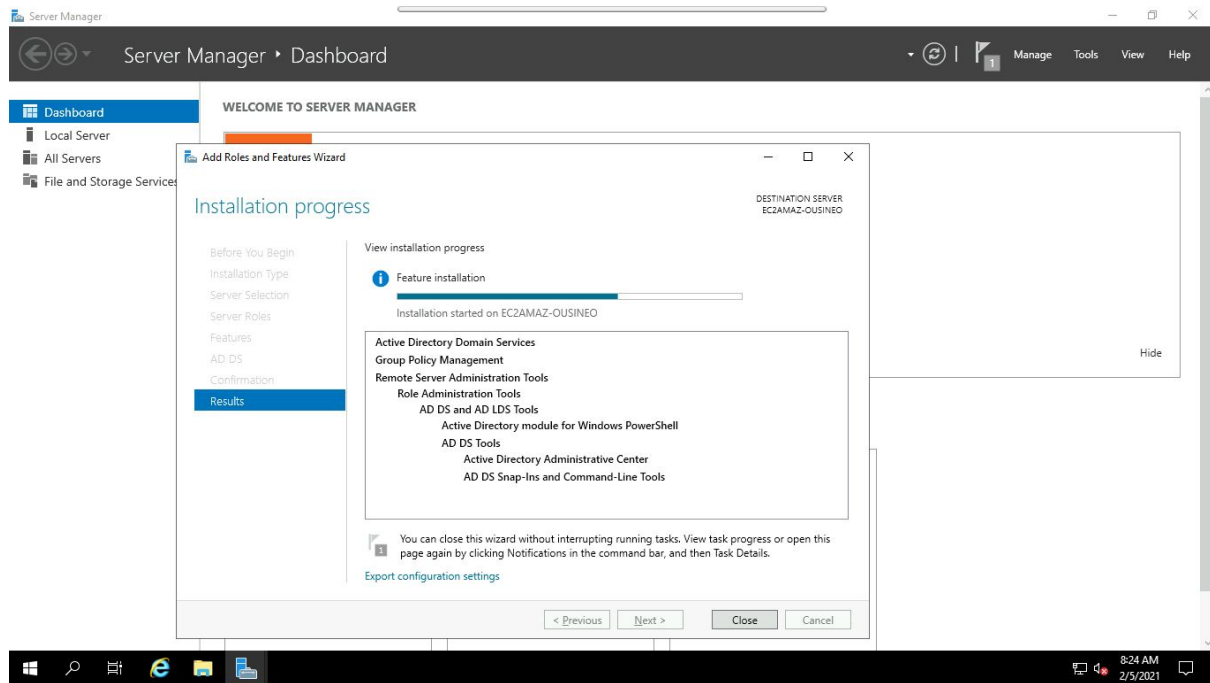 Server Manager
Server Manager • Dashboard
1
Manage
Tools
View
Help
Dashboard
Local Server
All Servers
File and Storage Services
WELCOME TO SERVER MANAGER
Hide
Add Roles and Features Wizard
Installation progress
DESTINATION SERVER
EC2AMAZ-OUSINEO
Before You Begin
Installation Type
Server Selection
Server Roles
Features
AD DS
Confirmation
Results
View installation progress
i Feature installation
Installation started on EC2AMAZ-OUSINEO
Active Directory Domain Services
Group Policy Management
Remote Server Administration Tools
Role Administration Tools
AD DS and AD LDS Tools
Active Directory module for Windows PowerShell
AD DS Tools
Active Directory Administrative Center
AD DS Snap-Ins and Command-Line Tools
1
You can close this wizard without interrupting running tasks. View task progress or open this
page again by clicking Notifications in the command bar, and then Task Details.
Export configuration settings
< Previous
Next >
Close
Cancel
8:24 AM
2/5/2021